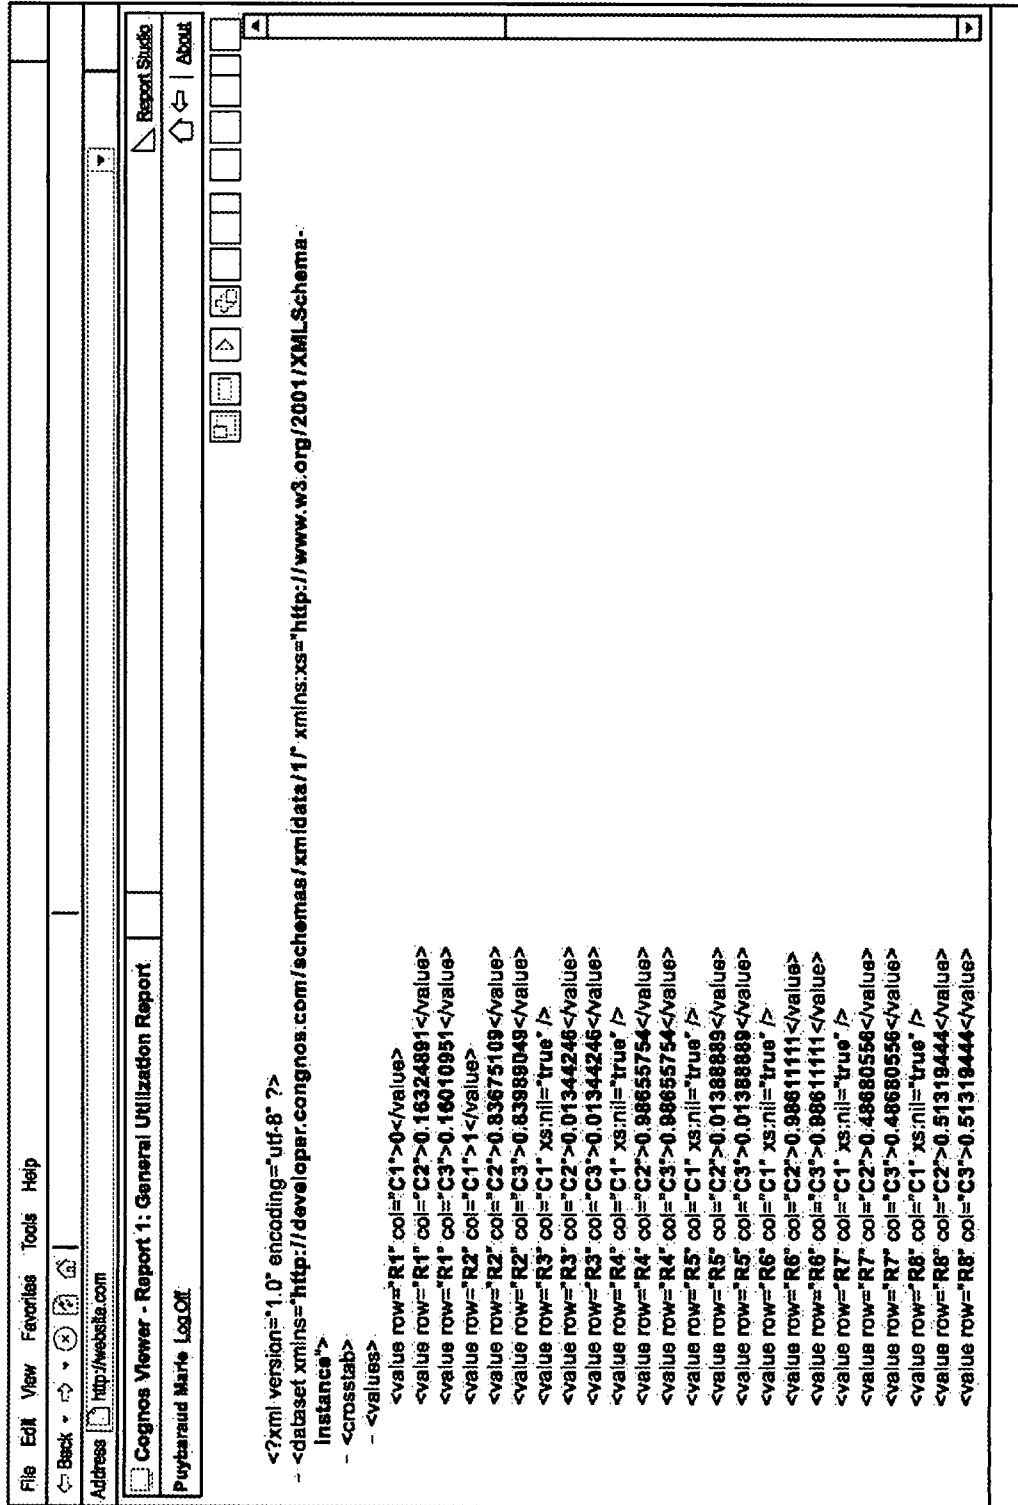 File Edit View Favorites Tools Help
Back
Address http://website.com
Cognos Viewer - Report 1: General Utilization Report
Report Studio
Puybaraud Marie Log Off
About
<?xml version="1.0" encoding="utf-8" ?>
– <dataset xmlns="http://developer.congnos.com/schemas/xmldata/1/" xmlns:xs="http://www.w3.org/2001/XMLSchema-
Instance">
– <crosstab>
– <values>
<value row="R1" col="C1">0</value>
<value row="R1" col="C2">0.16324891</value>
<value row="R1" col="C3">0.16010951</value>
<value row="R2" col="C1">1</value>
<value row="R2" col="C2">0.83675109</value>
<value row="R2" col="C3">0.83989049</value>
<value row="R3" col="C1" xs:nil="true" />
<value row="R3" col="C2">0.01344246</value>
<value row="R3" col="C3">0.01344246</value>
<value row="R4" col="C1" xs:nil="true" />
<value row="R4" col="C2">0.98655754</value>
<value row="R4" col="C3">0.98655754</value>
<value row="R5" col="C1" xs:nil="true" />
<value row="R5" col="C2">0.01388889</value>
<value row="R5" col="C3">0.01388889</value>
<value row="R6" col="C1" xs:nil="true" />
<value row="R6" col="C2">0.98611111</value>
<value row="R6" col="C3">0.98611111</value>
<value row="R7" col="C1" xs:nil="true" />
<value row="R7" col="C2">0.48680556</value>
<value row="R7" col="C3">0.48680556</value>
<value row="R8" col="C1" xs:nil="true" />
<value row="R8" col="C2">0.51319444</value>
<value row="R8" col="C3">0.51319444</value>